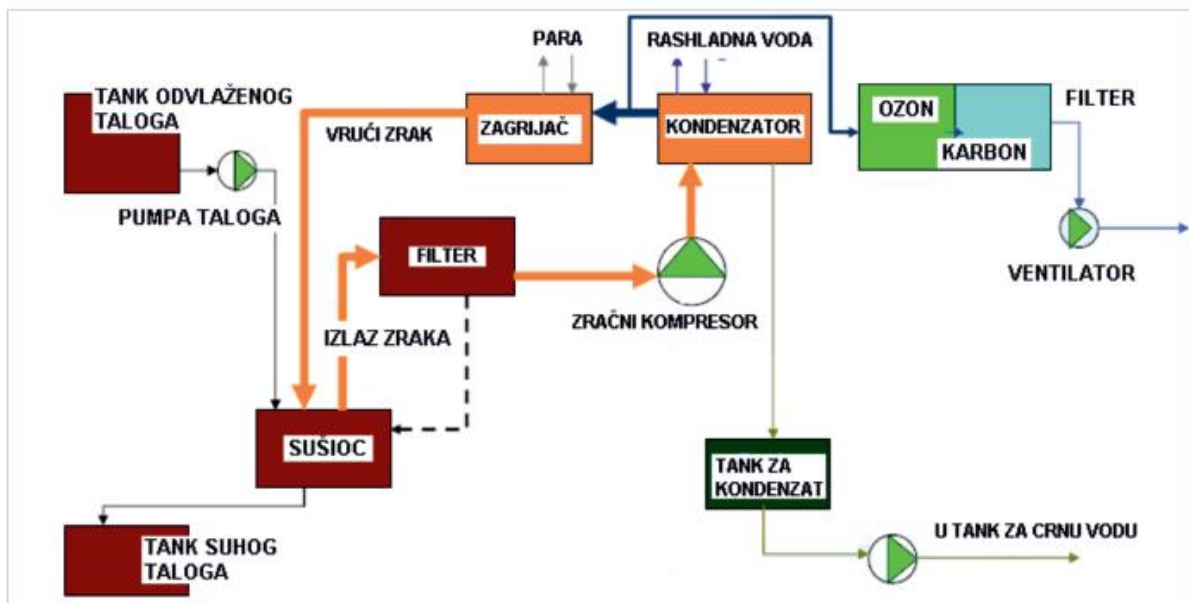 PARA
RASHLADNA VODA
TANK ODVLAŽENOG
TALOGA
VRUĆI ZRAK
ZAGRIJAČ
KONDENZATOR
OZON
KARBON
FILTER
PUMPA TALOGA
FILTER
VENTILATOR
IZLAZ ZRAKA
ZRAČNI KOMPRESOR
SUŠIOC
TANK ZA
KONDENZAT
TANK SUHOG
TALOGA
U TANK ZA CRNU VODU